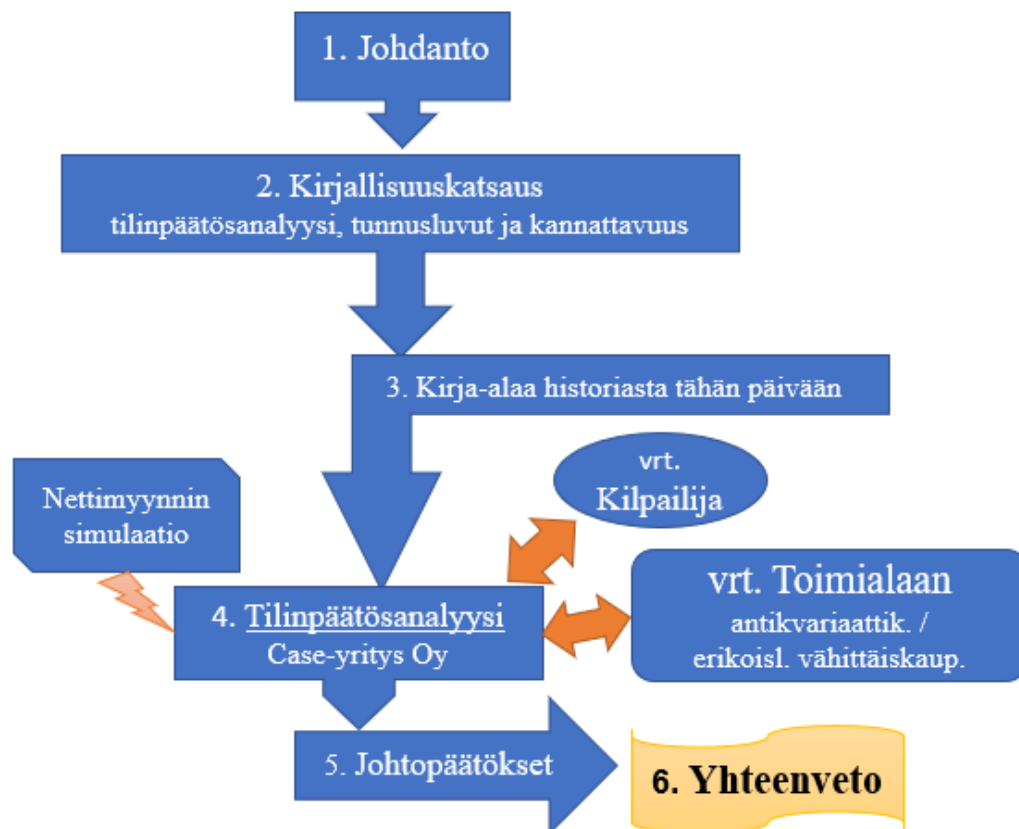 1. Johdanto
2. Kirjallisuuskatsaus
tilinpäätösanalyysi, tunnusluvut ja kannattavuus
3. Kirja-alaa historiasta tähän päivään
vrt.
Kilpailija
Nettimyynnin
simulaatio
vrt. Toimialaan
antikvariaattik. /
erikoisl. vähittäiskaup.
4. Tilinpäätösanalyysi
Case-yritys Oy
5. Johtopäätökset
6. Yhteenveto